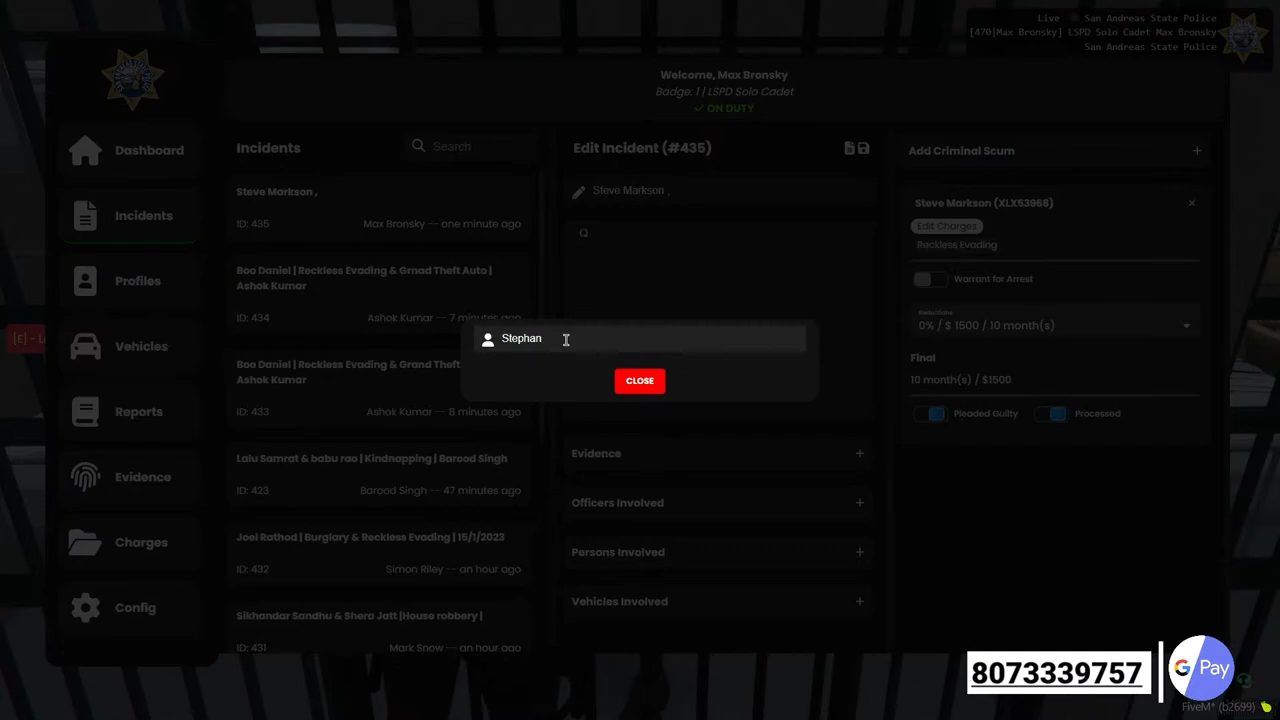 Live San Andreas State Police
[470|Max Bronsky] LSPD Solo Cadet Max Bronsky
San Andreas State Police
Welcome, Max Bronsky
Badge: 1 | LSPD Solo Cadet
ON DUTY
Dashboard
Incidents
Profiles
Vehicles
Reports
Evidence
Charges
Config
[E] - L
Incidents
Search
Steve Markson ,
ID: 435 Max Bronsky -- one minute ago
Boo Daniel | Reckless Evading & Grnad Theft Auto |
Ashok Kumar
ID: 434 Ashok Kumar -- 7 minutes ago
Boa Daniel | Reckless Evading & Grand Theft
Ashok Kumar
ID: 433 Ashok Kumar -- 8 minutes ago
Lalu Samrat & babu rao | Kindnapping | Barood Singh
ID: 423 Barood Singh -- 47 minutes ago
Joel Rathod | Burglary & Reckless Evading | 15/1/2023
ID: 432 Simon Riley -- an hour ago
Sikhandar Sandhu & Shera Jatt |House robbery |
ID: 431 Mark Snow -- an hour ago
Edit Incident (#435)
Steve Markson ,
Q
Stephan
CLOSE
Evidence +
Officers Involved +
Persons Involved +
Vehicles Involved +
Add Criminal Scum +
Steve Markson (XLX53968) ×
Edit Charges
Reckless Evading
Warrant for Arrest
Reductions
0% / $ 1500 / 10 month(s)
Final
10 month(s) / $1500
Pleaded Guilty Processed
8073339757
G Pay
FiveM* (b2699)